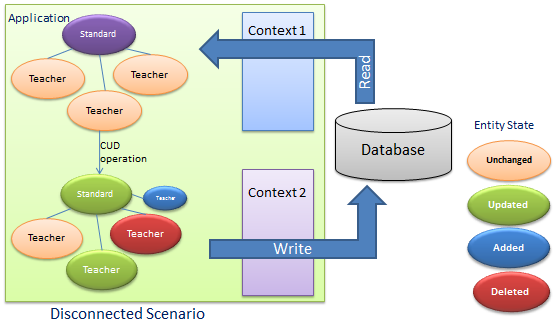 Application
Standard
Context 1
Teacher
Teacher
Teacher
Read
CUD
operation
Database
Entity State
Unchanged
Updated
Added
Deleted
Standard
Teacher
Context 2
Teacher
Teacher
Teacher
Write
Disconnected Scenario